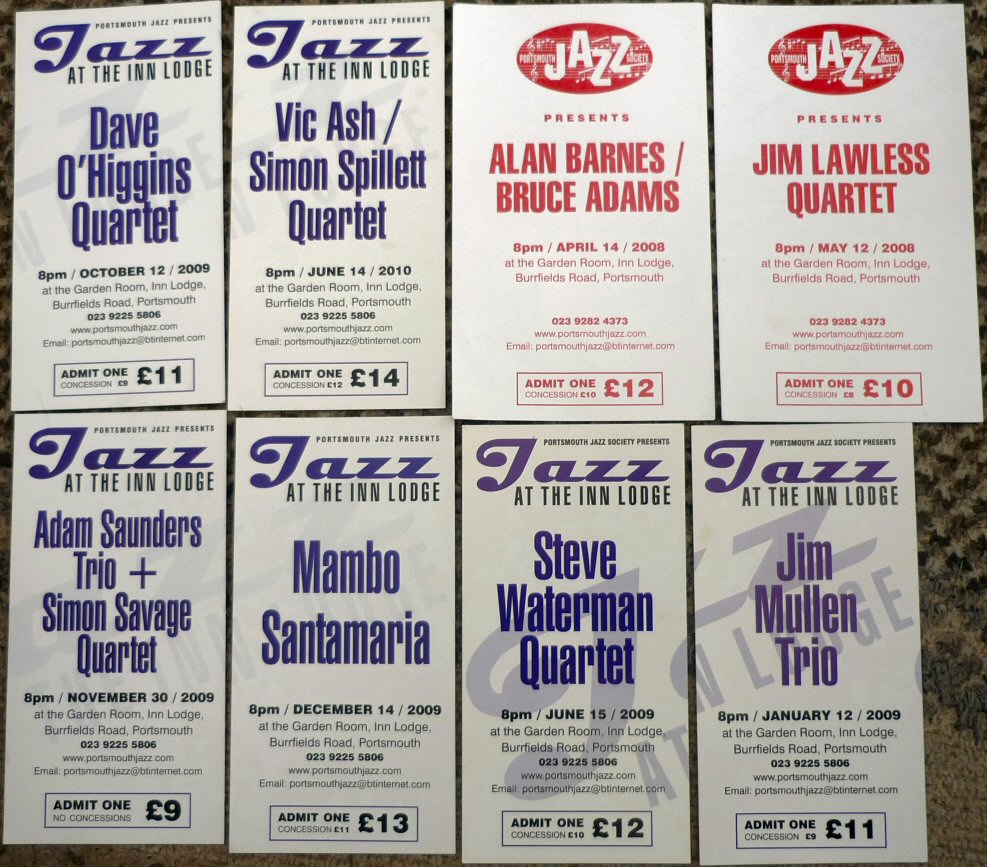 PORTSMOUTH JAZZ PRESENTS
Jazz
AT THE INN LODGE
Dave
O'Higgins
Quartet
8pm / OCTOBER 12 / 2009
at the Garden Room, Inn Lodge,
Burrfields Road, Portsmouth
023 9225 5806
www.portsmouthjazz.com
Email: portsmouthjazz@btinternet.com
ADMIT ONE £11
CONCESSION £9
PORTSMOUTH JAZZ PRESENTS
Jazz
AT THE INN LODGE
Vic Ash /
Simon Spillett
Quartet
8pm / JUNE 14 / 2010
at the Garden Room, Inn Lodge,
Burrfields Road, Portsmouth
023 9225 5806
www.portsmouthjazz.com
Email: portsmouthjazz@btinternet.com
ADMIT ONE £14
CONCESSION £12
PORTSMOUTH JAZZ SOCIETY
PRESENTS
ALAN BARNES /
BRUCE ADAMS
8pm / APRIL 14 / 2008
at the Garden Room, Inn Lodge,
Burrfields Road, Portsmouth
023 9282 4373
www.portsmouthjazz.com
Email: portsmouthjazz@btinternet.com
ADMIT ONE £12
CONCESSION £10
PORTSMOUTH JAZZ SOCIETY
PRESENTS
JIM LAWLESS
QUARTET
8pm / MAY 12 / 2008
at the Garden Room, Inn Lodge,
Burrfields Road, Portsmouth
023 9282 4373
www.portsmouthjazz.com
Email: portsmouthjazz@btinternet.com
ADMIT ONE £10
CONCESSION £8
PORTSMOUTH JAZZ PRESENTS
Jazz
AT THE INN LODGE
Adam Saunders
Trio +
Simon Savage
Quartet
8pm / NOVEMBER 30 / 2009
at the Garden Room, Inn Lodge,
Burrfields Road, Portsmouth
023 9225 5806
www.portsmouthjazz.com
Email: portsmouthjazz@btinternet.com
ADMIT ONE £9
NO CONCESSIONS
PORTSMOUTH JAZZ PRESENTS
Jazz
AT THE INN LODGE
Mambo
Santamaria
8pm / DECEMBER 14 / 2009
at the Garden Room, Inn Lodge,
Burrfields Road, Portsmouth
023 9225 5806
www.portsmouthjazz.com
Email: portsmouthjazz@btinternet.com
ADMIT ONE £13
CONCESSION £11
PORTSMOUTH JAZZ SOCIETY PRESENTS
Jazz
AT THE INN LODGE
Steve
Waterman
Quartet
8pm / JUNE 15 / 2009
at the Garden Room, Inn Lodge,
Burrfields Road, Portsmouth
023 9225 5806
www.portsmouthjazz.com
Email: portsmouthjazz@btinternet.com
ADMIT ONE £12
CONCESSION £10
PORTSMOUTH JAZZ SOCIETY PRESENTS
Jazz
AT THE INN LODGE
Jim
Mullen
Trio
8pm / JANUARY 12 / 2009
at the Garden Room, Inn Lodge,
Burrfields Road, Portsmouth
023 9225 5806
www.portsmouthjazz.com
Email: portsmouthjazz@btinternet.com
ADMIT ONE £11
CONCESSION £9